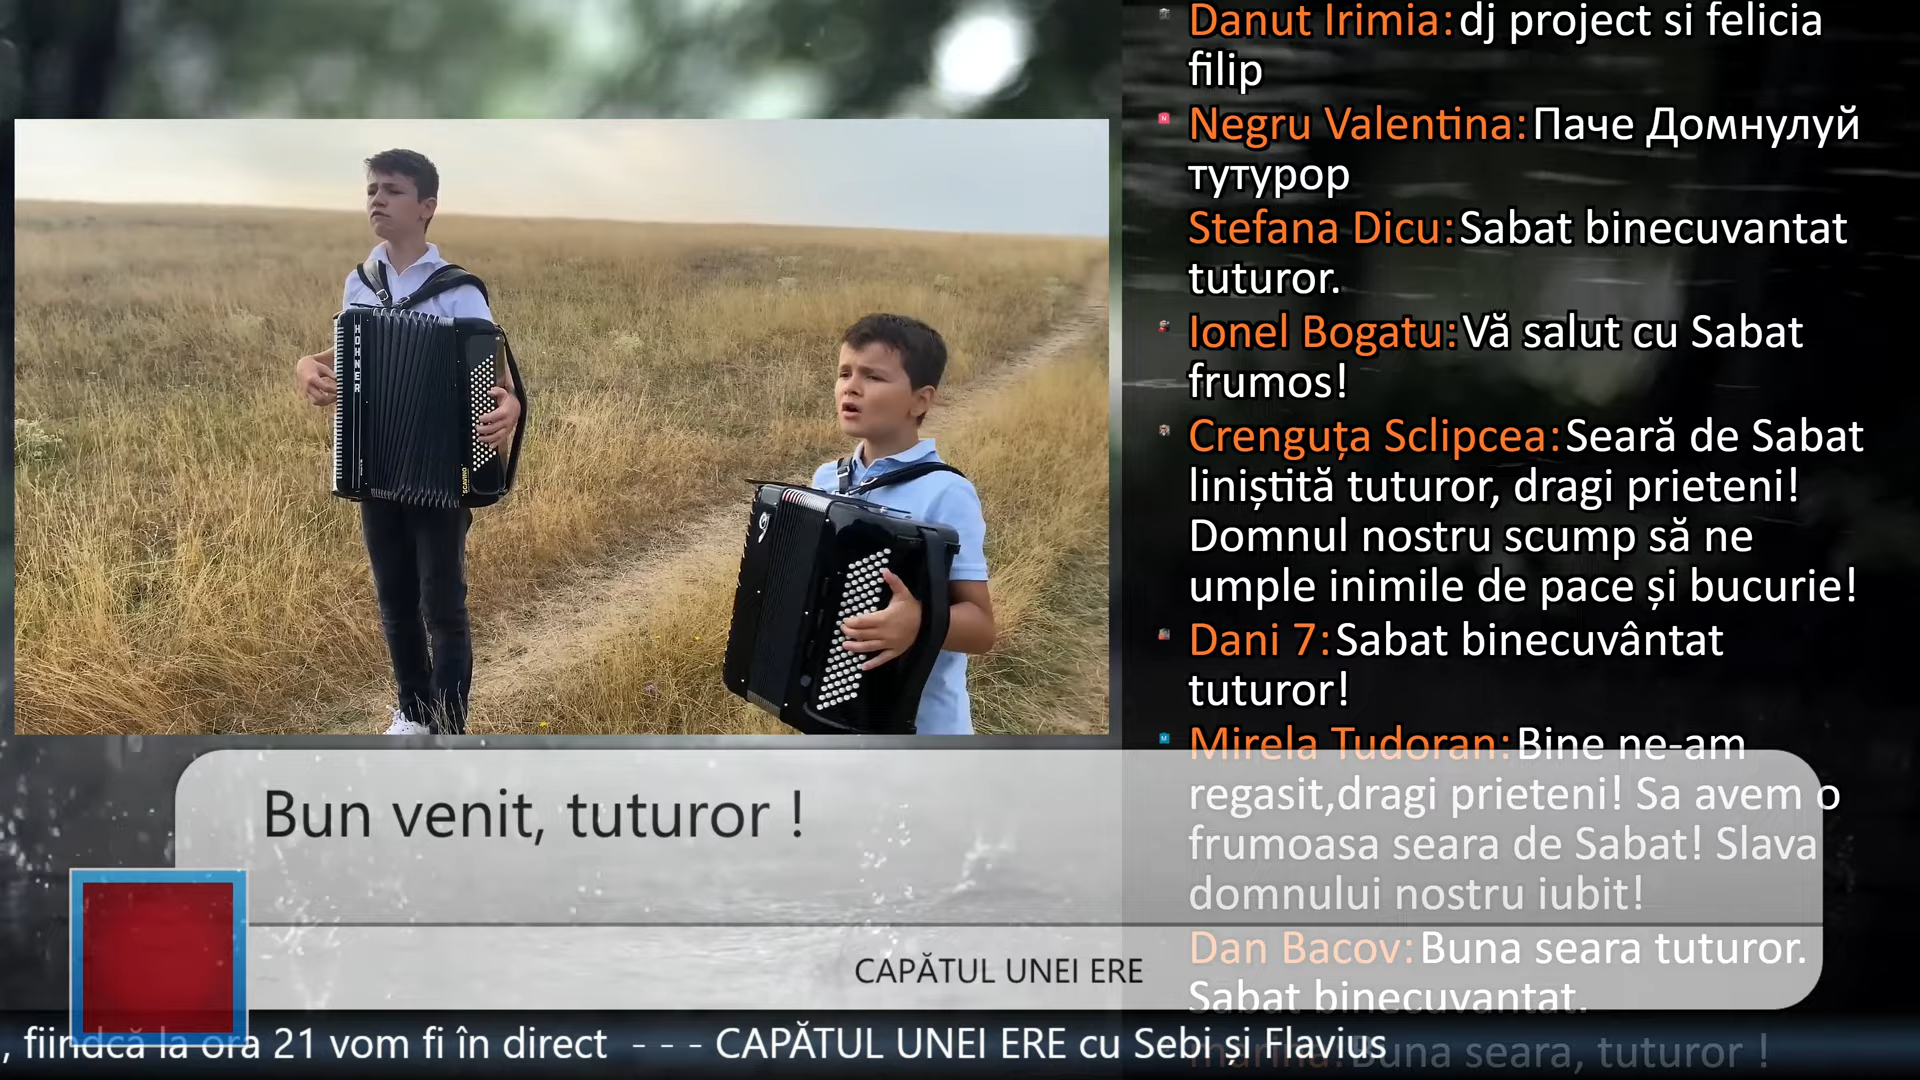 Danut Irimia: dj project si felicia
filip
Negru Valentina: Паче Домнулуй
тутурор
Stefana Dicu: Sabat binecuvantat
tuturor.
Ionel Bogatu: Vă salut cu Sabat
frumos!
Crenguța Sclipcea: Seară de Sabat
liniștită tuturor, dragi prieteni!
Domnul nostru scump să ne
umple inimile de pace și bucurie!
Dani 7: Sabat binecuvântat
tuturor!
Mirela Tudoran: Bine ne-am
regasit,dragi prieteni! Sa avem o
frumoasa seara de Sabat! Slava
domnului nostru iubit!
Dan Bacov: Buna seara tuturor.
Sabat binecuvantat.
marina: Buna seara, tuturor !
HOHNER
SCANDALLI
Bun venit, tuturor !
CAPĂTUL UNEI ERE
, fiindcă la ora 21 vom fi în direct - - - CAPĂTUL UNEI ERE cu Sebi și Flavius